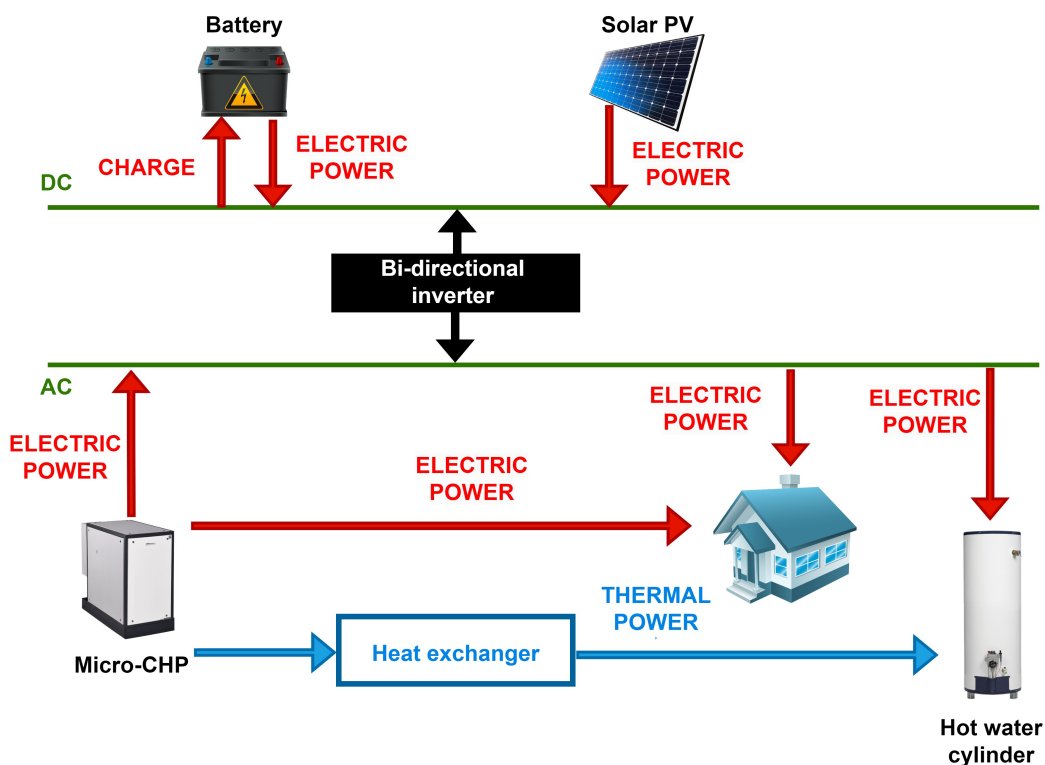 Battery
Solar PV
CHARGE
ELECTRIC
POWER
ELECTRIC
POWER
DC
Bi-directional
inverter
AC
ELECTRIC
POWER
ELECTRIC
POWER
ELECTRIC
POWER
ELECTRIC
POWER
THERMAL
POWER
Heat exchanger
Micro-CHP
Hot water
cylinder